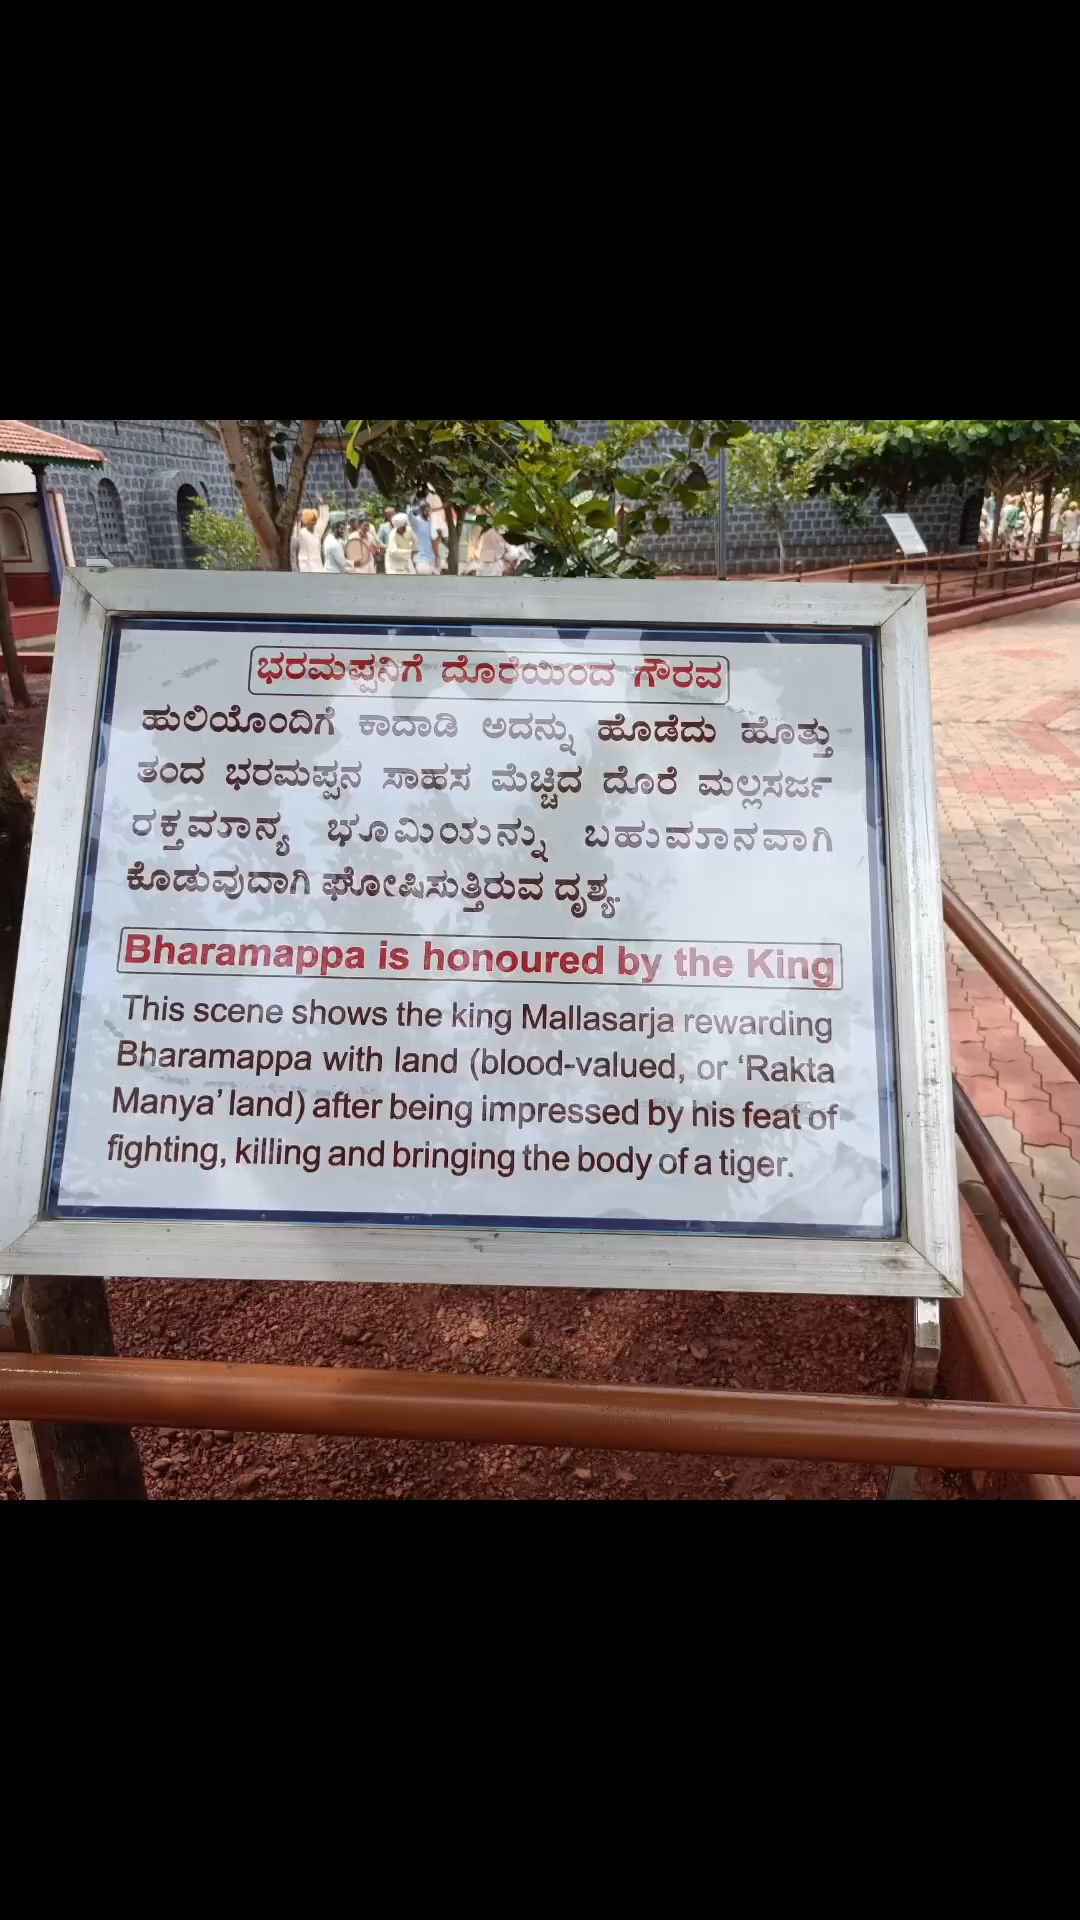 ಭರಮಪ್ಪನಿಗೆ ದೊರೆಯಿಂದ ಗೌರವ
ಹುಲಿಯೊಂದಿಗೆ ಕಾದಾಡಿ ಅದನ್ನು ಹೊಡೆದು ಹೊತ್ತು
ತಂದ ಭರಮಪ್ಪನ ಸಾಹಸ ಮೆಚ್ಚಿದ ದೊರೆ ಮಲ್ಲಸರ್ಜ
ರಕ್ತಮಾನ್ಯ ಭೂಮಿಯನ್ನು ಬಹುಮಾನವಾಗಿ
ಕೊಡುವುದಾಗಿ ಘೋಷಿಸುತ್ತಿರುವ ದೃಶ್ಯ.
Bharamappa is honoured by the King
This scene shows the king Mallasarja rewarding
Bharamappa with land (blood-valued, or ‘Rakta
Manya’ land) after being impressed by his feat of
fighting, killing and bringing the body of a tiger.